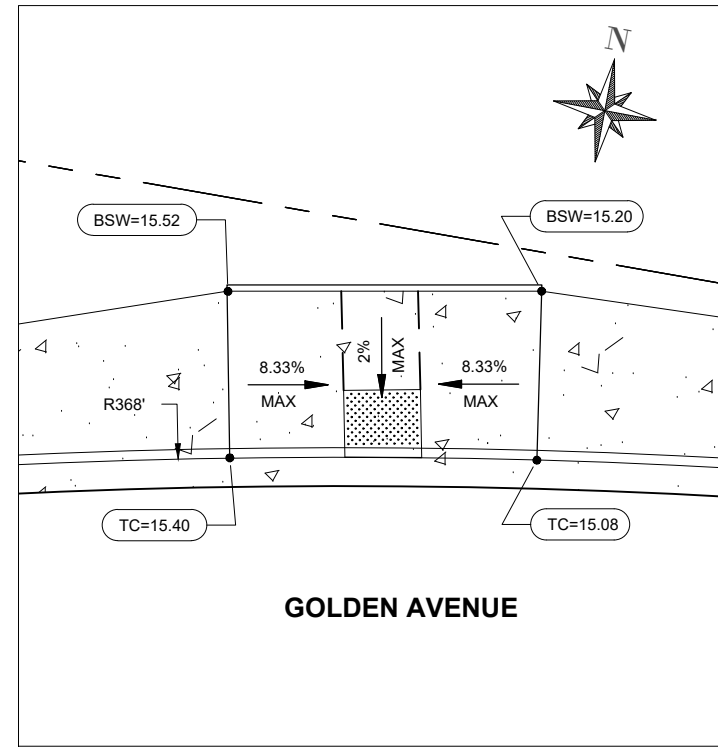 N
BSW=15.52
BSW=15.20
2%
MAX
8.33%
MAX
8.33%
MAX
R368'
TC=15.40
TC=15.08
GOLDEN AVENUE